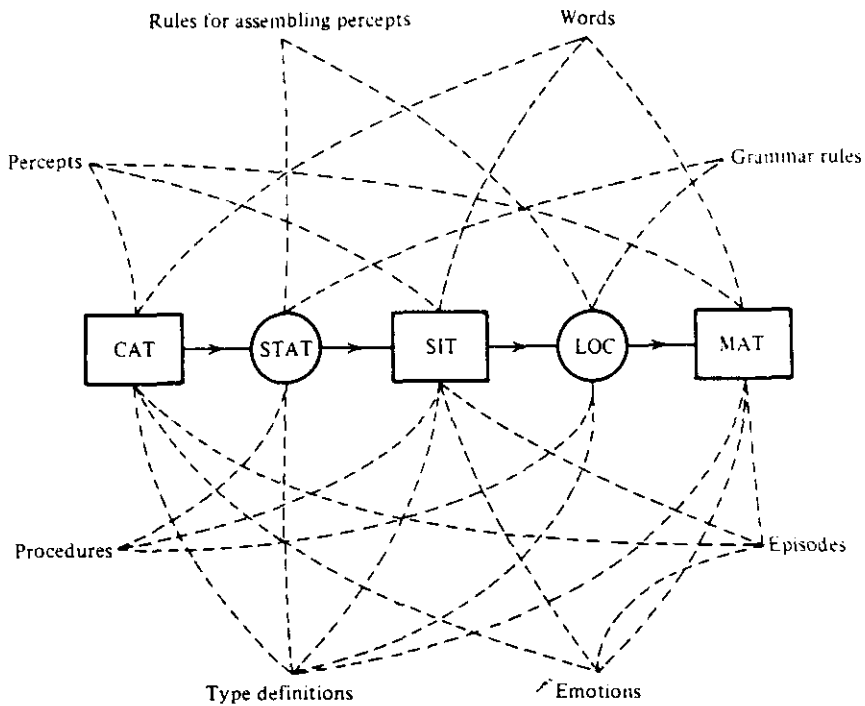 Rules for assembling percepts
Words
Percepts
Grammar rules
CAT
STAT
SIT
LOC
MAT
Procedures
Episodes
Type definitions
Emotions